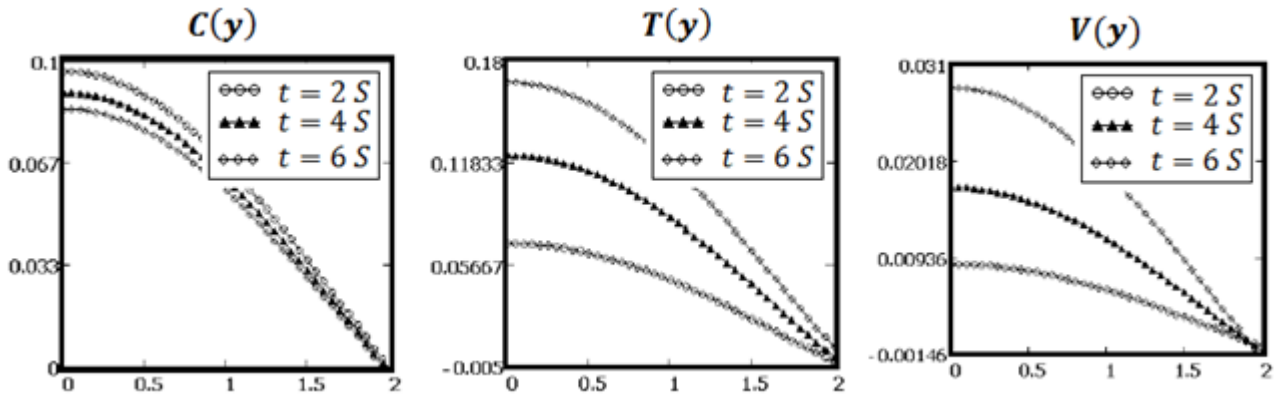 C(y)
0.1
0.067
0.033
0
0 0.5 1 1.5 2
t = 2 S
t = 4 S
t = 6 S
T(y)
0.18
0.11833
0.05667
-0.005
0 0.5 1 1.5 2
t = 2 S
t = 4 S
t = 6 S
V(y)
0.031
0.02018
0.00936
-0.00146
0 0.5 1 1.5 2
t = 2 S
t = 4 S
t = 6 S